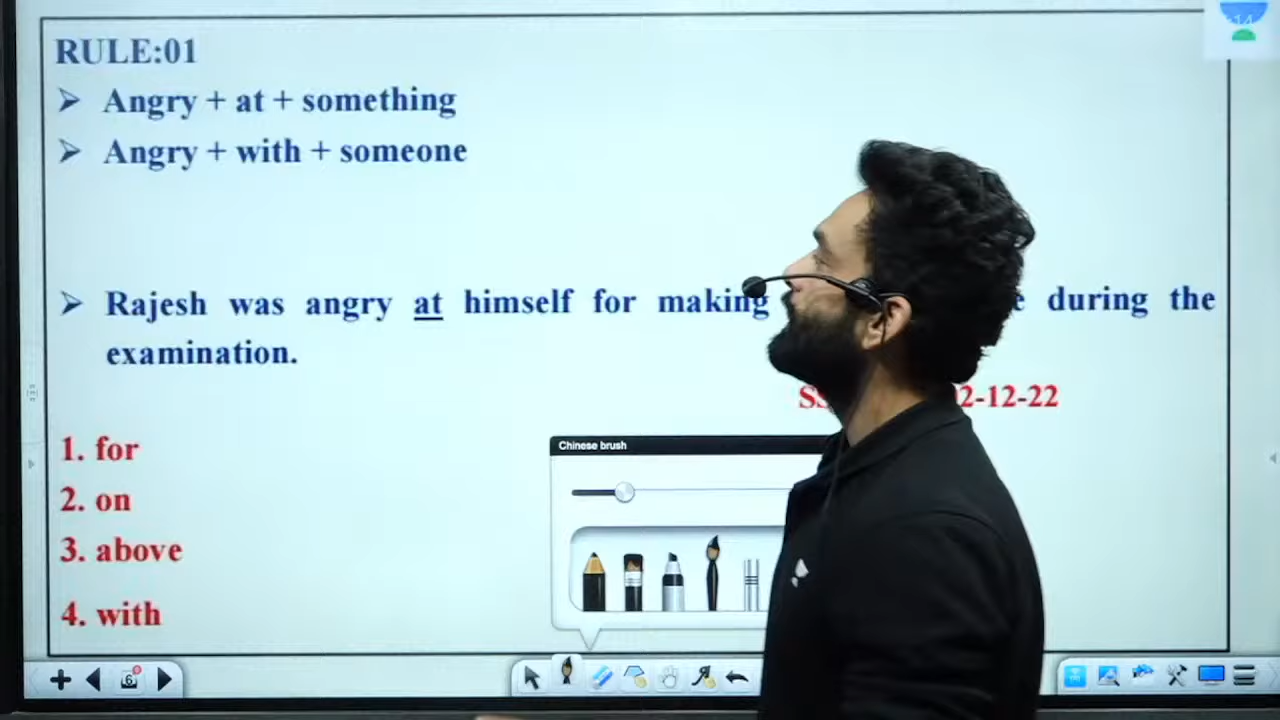 RULE:01
➤ Angry + at + something
➤ Angry + with + someone
➤ Rajesh was angry at himself for making during the
examination.
2-12-22
1. for
2. on
3. above
4. with
Chinese brush
6